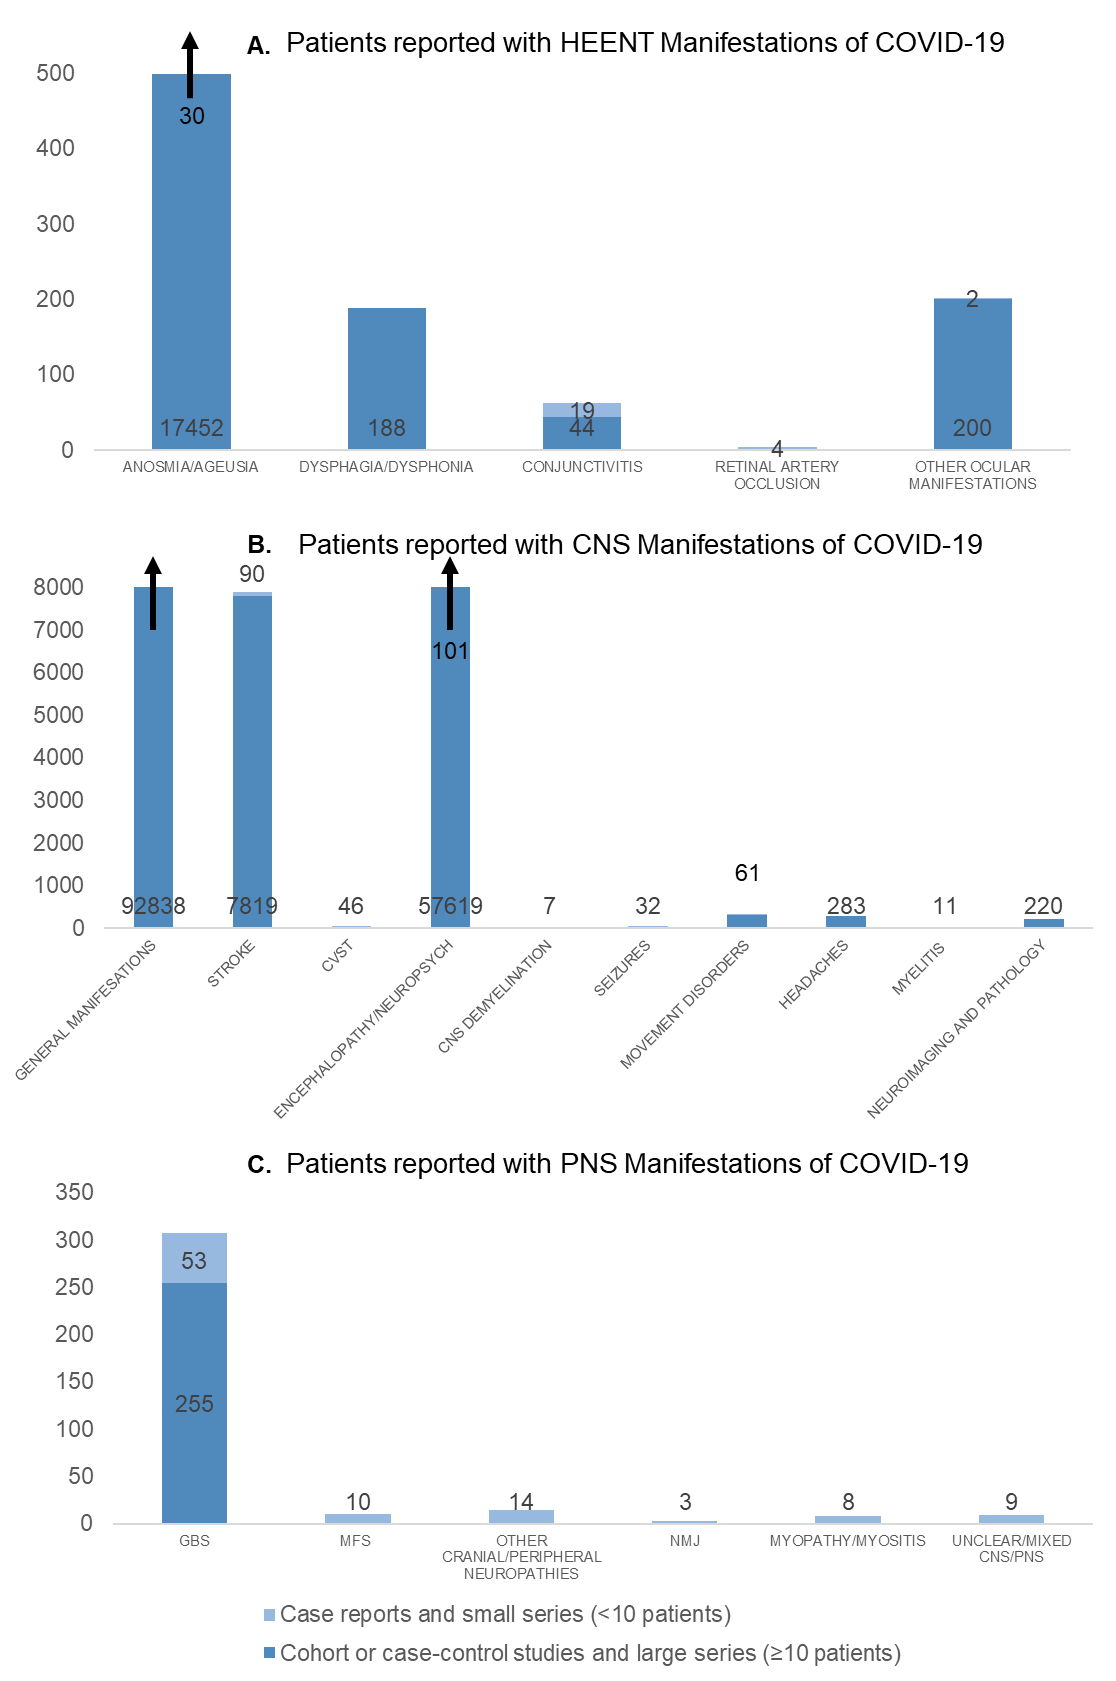 A. Patients reported with HEENT Manifestations of COVID-19
500
400
300
200
100
0
30
17452
188
19
44
4
2
200
ANOSMIA/AGEUSIA
DYSPHAGIA/DYSPHONIA
CONJUNCTIVITIS
RETINAL ARTERY
OCCLUSION
OTHER OCULAR
MANIFESTATIONS
B. Patients reported with CNS Manifestations of COVID-19
8000
7000
6000
5000
4000
3000
2000
1000
0
92838
90
7819
46
101
57619
7
32
61
283
11
220
GENERAL MANIFESATIONS
STROKE
CVST
ENCEPHALOPATHY/NEUROPSYCH
CNS DEMYELINATION
SEIZURES
MOVEMENT DISORDERS
HEADACHES
MYELITIS
NEUROIMAGING AND PATHOLOGY
C. Patients reported with PNS Manifestations of COVID-19
350
300
250
200
150
100
50
0
53
255
10
14
3
8
9
GBS
MFS
OTHER
CRANIAL/PERIPHERAL
NEUROPATHIES
NMJ
MYOPATHY/MYOSITIS
UNCLEAR/MIXED
CNS/PNS
Case reports and small series (<10 patients)
Cohort or case-control studies and large series (≥10 patients)